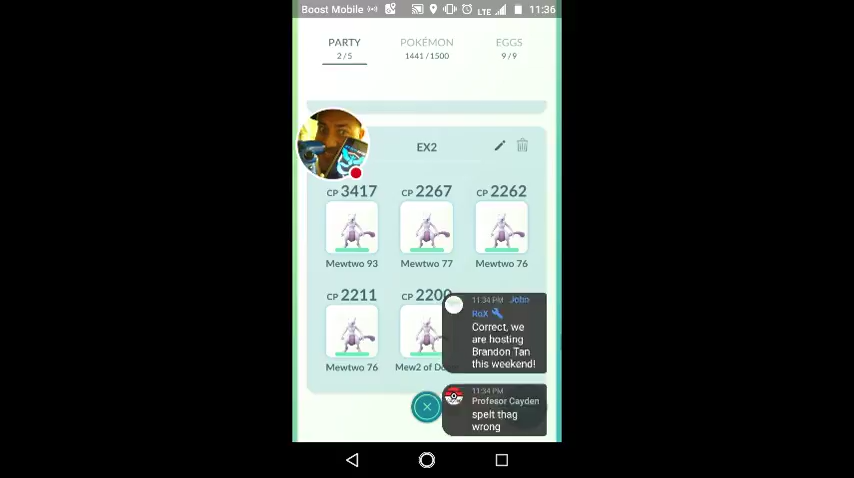 Boost Mobile LTE 11:36
PARTY POKÉMON EGGS
2 / 5 1441 / 1500 9 / 9
EX2
CP 3417 CP 2267 CP 2262
Mewtwo 93 Mewtwo 77 Mewtwo 76
CP 2211 CP 2200
Mewtwo 76 Mew2 of
11:34 PM John
RoX
Correct, we
are hosting
Brandon Tan
this weekend!
11:34 PM
Profesor Cayden
spelt thag
wrong